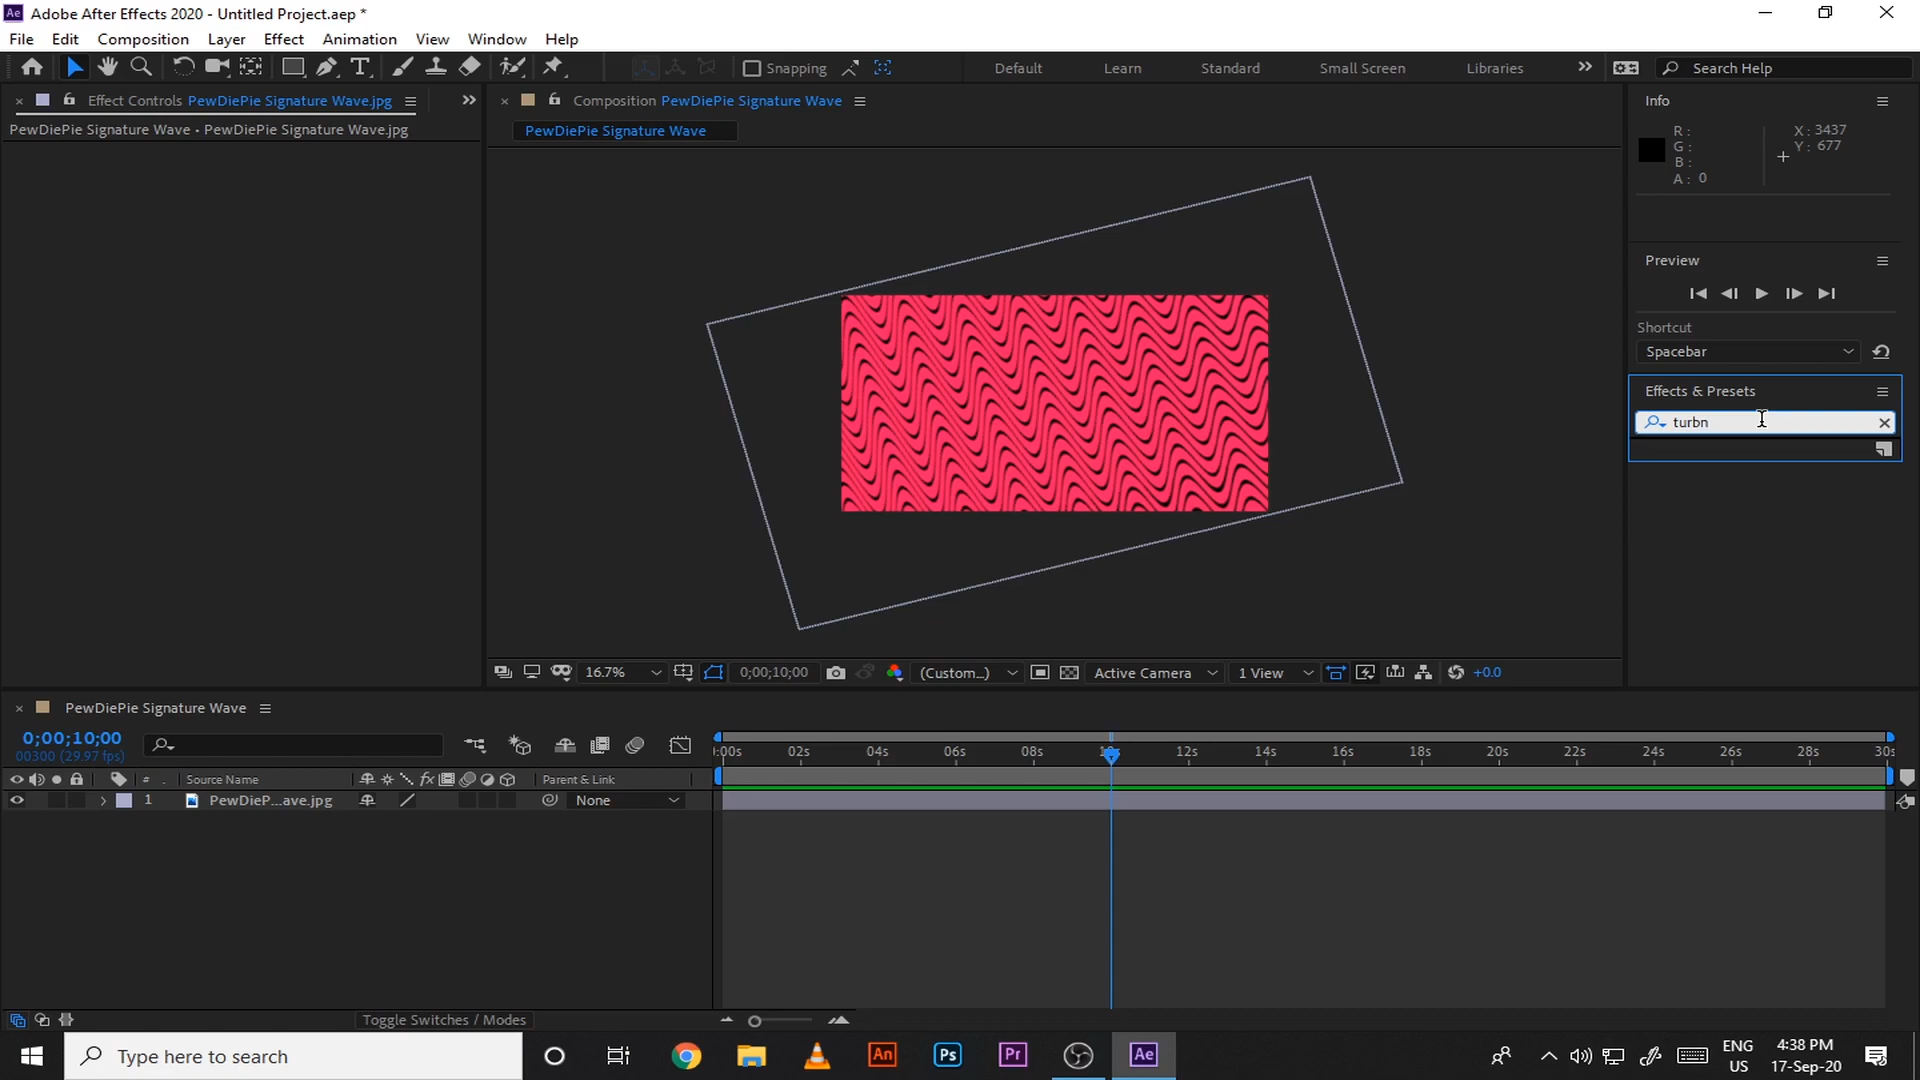 Ae Adobe After Effects 2020 - Untitled Project.aep *
File Edit Composition Layer Effect Animation View Window Help
Snapping Default Learn Standard Small Screen Libraries Search Help
Effect Controls PewDiePie Signature Wave.jpg
PewDiePie Signature Wave • PewDiePie Signature Wave.jpg
Composition PewDiePie Signature Wave
PewDiePie Signature Wave
Info
R :
G :
B :
A : 0
X : 3437
Y : 677
Preview
Shortcut
Spacebar
Effects & Presets
turbn
16.7% 0;00;10;00 (Custom...) Active Camera 1 View +0.0
PewDiePie Signature Wave
0;00;10;00
00300 (29.97 fps)
:00s 02s 04s 06s 08s 12s 14s 16s 18s 20s 22s 24s 26s 28s 30s
# Source Name fx Parent & Link
1 PewDieP...ave.jpg None
Toggle Switches / Modes
Type here to search An Ps Pr Ae
ENG
US
4:38 PM
17-Sep-20